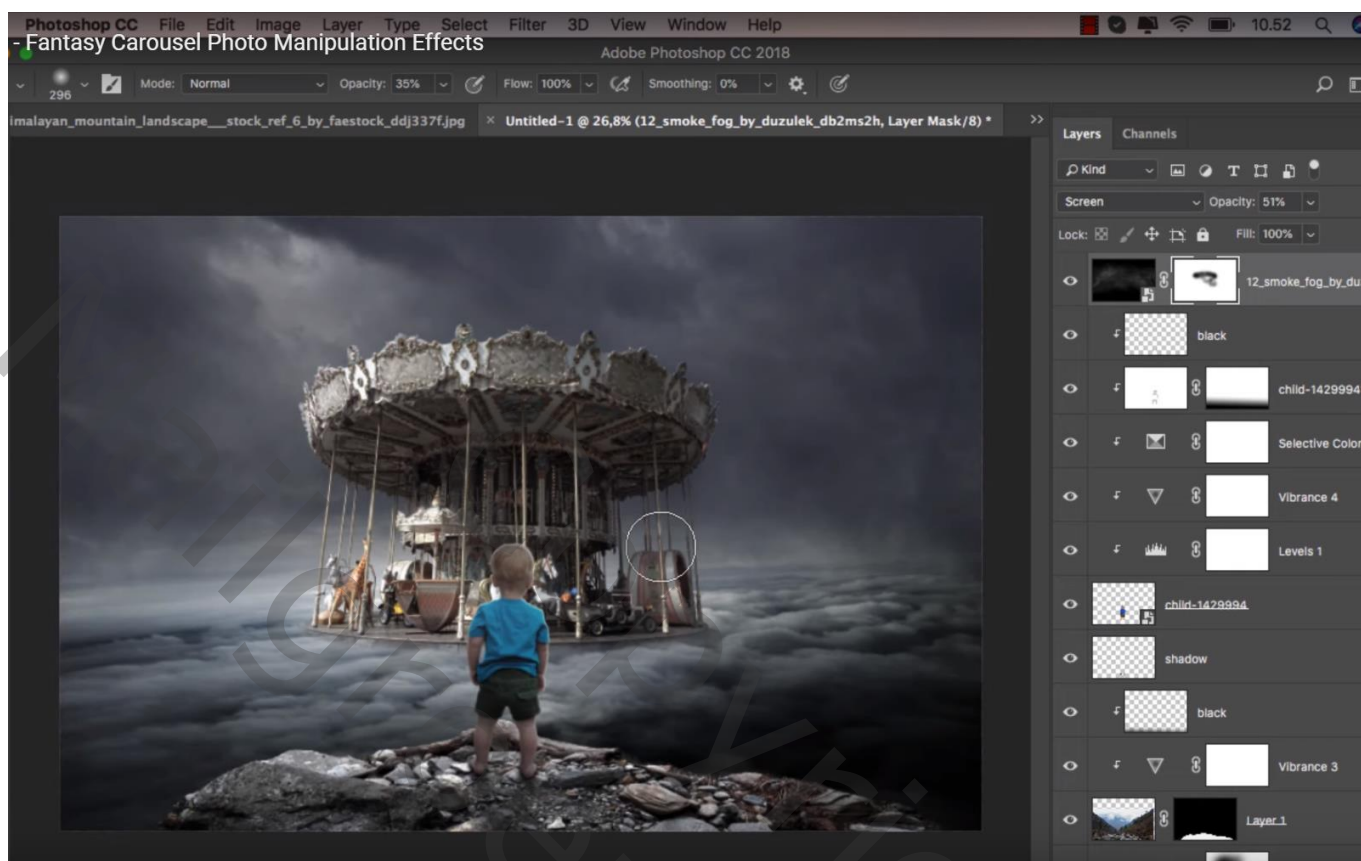 Photoshop CC File Edit Image Layer Type Select Filter 3D View Window Help 10.52
- Fantasy Carousel Photo Manipulation Effects
Adobe Photoshop CC 2018
296 Mode: Normal Opacity: 35% Flow: 100% Smoothing: 0%
imalayan_mountain_landscape__stock_ref_6_by_faestock_ddj337f.jpg × Untitled-1 @ 26,8% (12_smoke_fog_by_duzulek_db2ms2h, Layer Mask/8) * >>
Layers Channels
Kind
Screen Opacity: 51%
Lock: Fill: 100%
12_smoke_fog_by_du
black
child-1429994
Selective Color
Vibrance 4
Levels 1
child-1429994
shadow
black
Vibrance 3
Layer 1